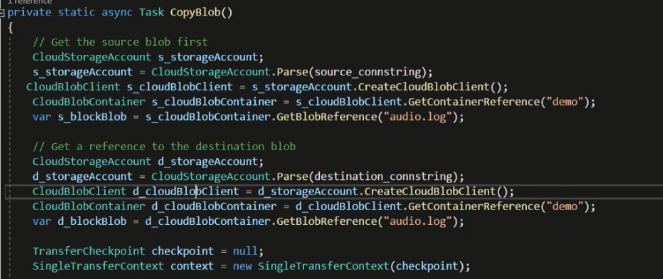 1 reference
private static async Task CopyBlob()
{
// Get the source blob first
CloudStorageAccount s_storageAccount;
s_storageAccount = CloudStorageAccount.Parse(source_connstring);
CloudBlobClient s_cloudBlobClient = s_storageAccount.CreateCloudBlobClient();
CloudBlobContainer s_cloudBlobContainer = s_cloudBlobClient.GetContainerReference("demo");
var s_blockBlob = s_cloudBlobContainer.GetBlobReference("audio.log");
// Get a reference to the destination blob
CloudStorageAccount d_storageAccount;
d_storageAccount = CloudStorageAccount.Parse(destination_connstring);
CloudBlobClient d_cloudBlobClient = d_storageAccount.CreateCloudBlobClient();
CloudBlobContainer d_cloudBlobContainer = d_cloudBlobClient.GetContainerReference("demo");
var d_blockBlob = d_cloudBlobContainer.GetBlobReference("audio.log");
TransferCheckpoint checkpoint = null;
SingleTransferContext context = new SingleTransferContext(checkpoint);